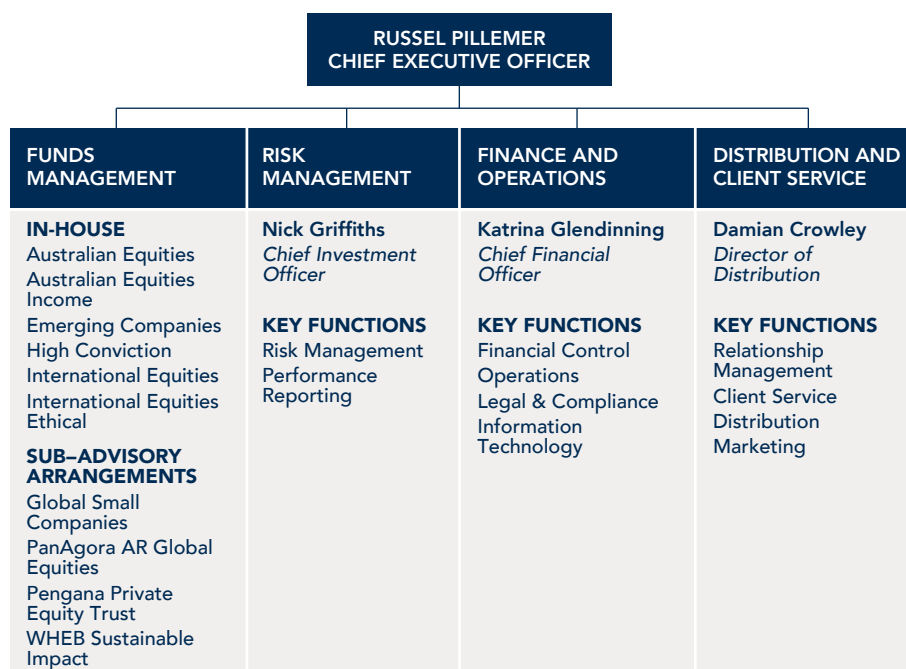 RUSSEL PILLEMER
CHIEF EXECUTIVE OFFICER
FUNDS
MANAGEMENT
IN-HOUSE
Australian Equities
Australian Equities
Income
Emerging Companies
High Conviction
International Equities
International Equities
Ethical
SUB–ADVISORY
ARRANGEMENTS
Global Small
Companies
PanAgora AR Global
Equities
Pengana Private
Equity Trust
WHEB Sustainable
Impact
RISK
MANAGEMENT
Nick Griffiths
Chief Investment
Officer
KEY FUNCTIONS
Risk Management
Performance
Reporting
FINANCE AND
OPERATIONS
Katrina Glendinning
Chief Financial
Officer
KEY FUNCTIONS
Financial Control
Operations
Legal & Compliance
Information
Technology
DISTRIBUTION AND
CLIENT SERVICE
Damian Crowley
Director of
Distribution
KEY FUNCTIONS
Relationship
Management
Client Service
Distribution
Marketing